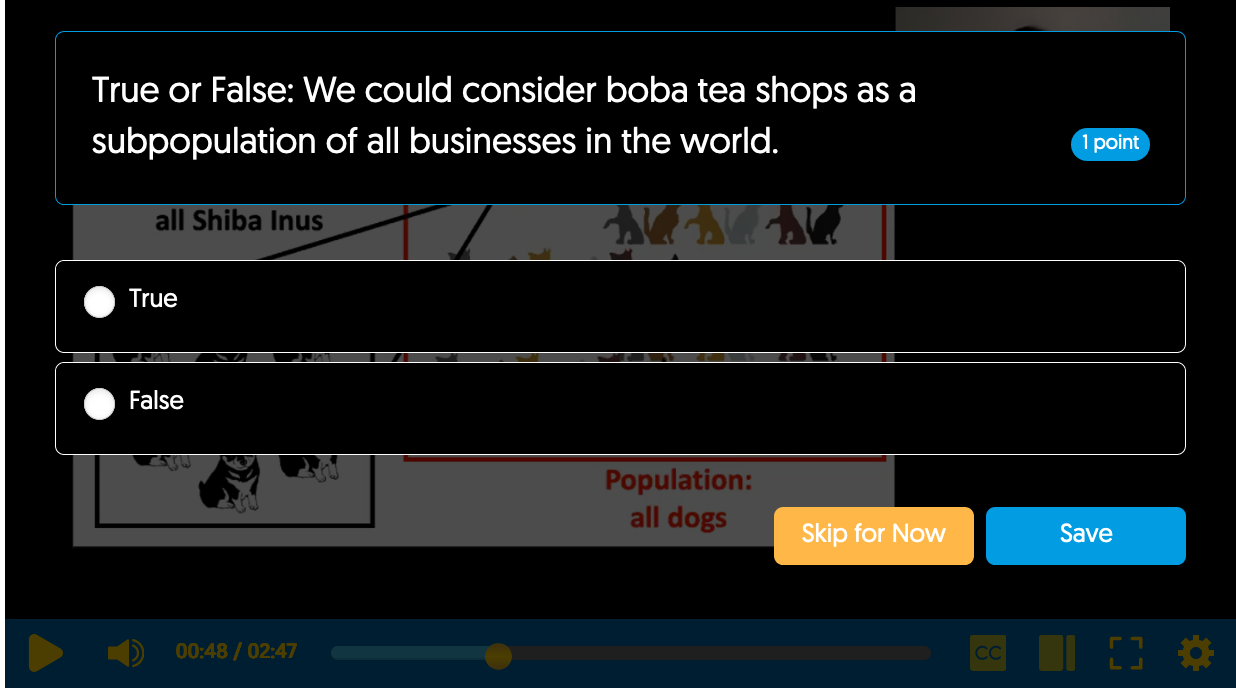 True or False: We could consider boba tea shops as a
subpopulation of all businesses in the world.
1 point
all Shiba Inus
True
False
Population:
all dogs
Skip for Now
Save
00:48 / 02:47
CC